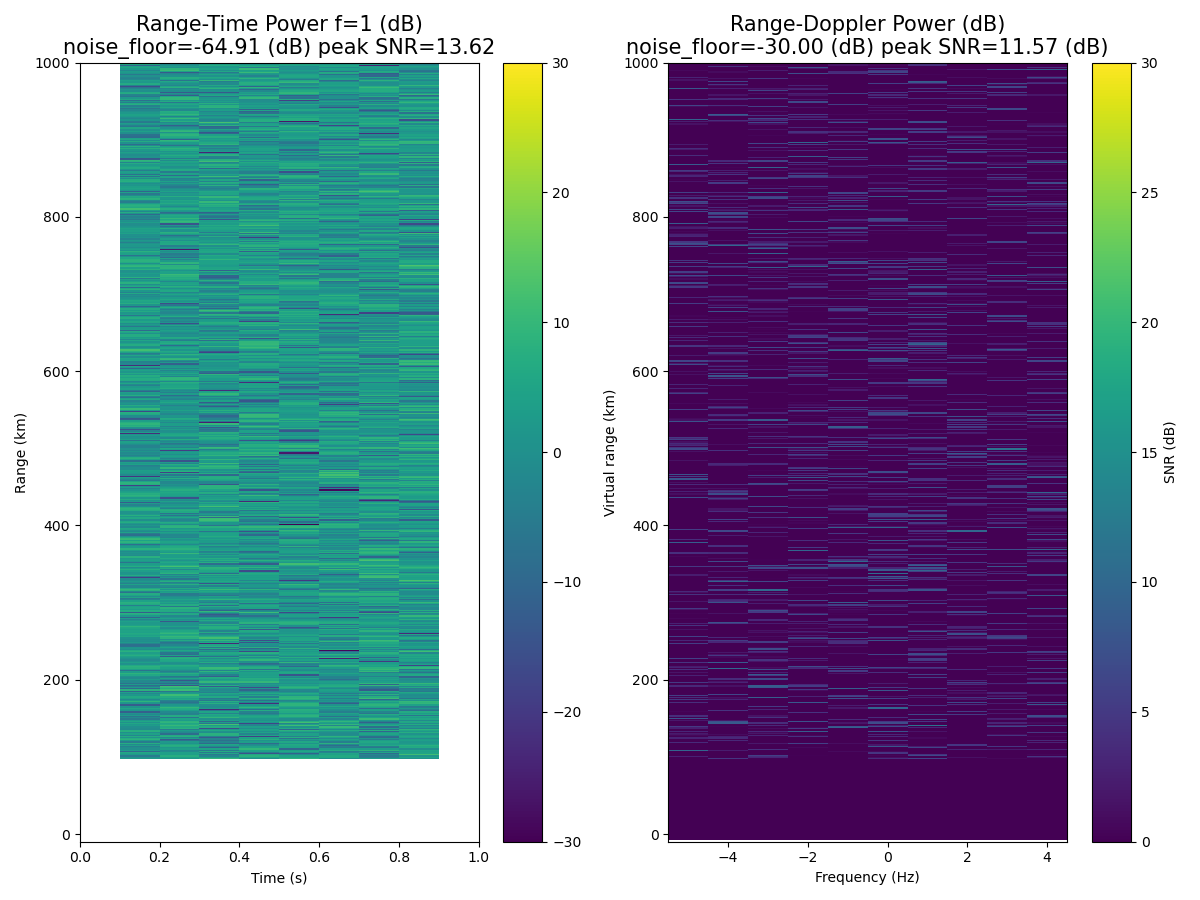 Range-Time Power f=1 (dB)
noise_floor=-64.91 (dB) peak SNR=13.62
Range (km)
1000
800
600
400
200
0
0.0 0.2 0.4 0.6 0.8 1.0
Time (s)
30
20
10
0
−10
−20
−30
Range-Doppler Power (dB)
noise_floor=-30.00 (dB) peak SNR=11.57 (dB)
Virtual range (km)
1000
800
600
400
200
0
−4 −2 0 2 4
Frequency (Hz)
30
25
20
15
10
5
0
SNR (dB)